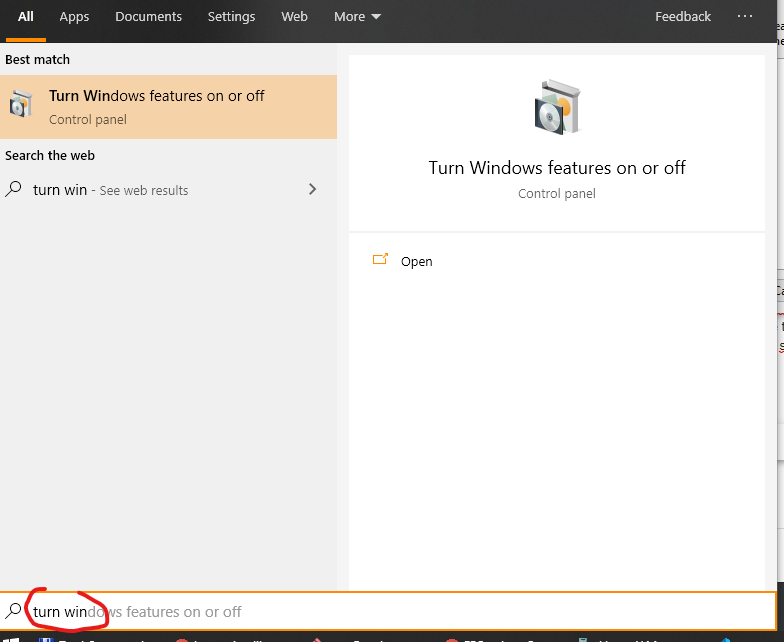 All Apps Documents Settings Web More Feedback ...
Best match
Turn Windows features on or off
Control panel
Search the web
turn win - See web results
Turn Windows features on or off
Control panel
Open
turn windows features on or off